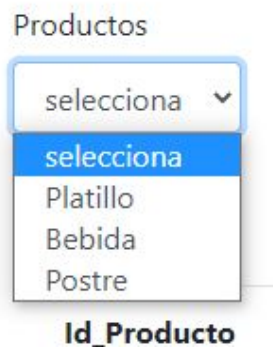 Productos
selecciona
selecciona
Platillo
Bebida
Postre
Id_Producto